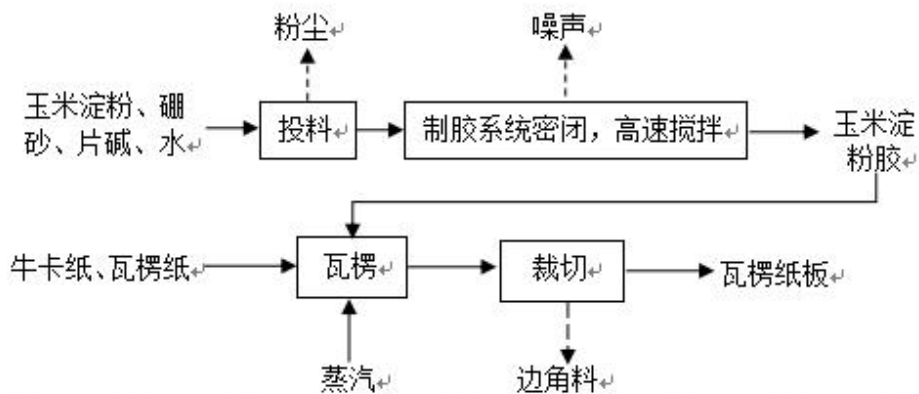 粉尘
噪声
玉米淀粉、硼
砂、片碱、水
投料
制胶系统密闭，高速搅拌
玉米淀
粉胶
牛卡纸、瓦楞纸
瓦楞
裁切
瓦楞纸板
蒸汽
边角料